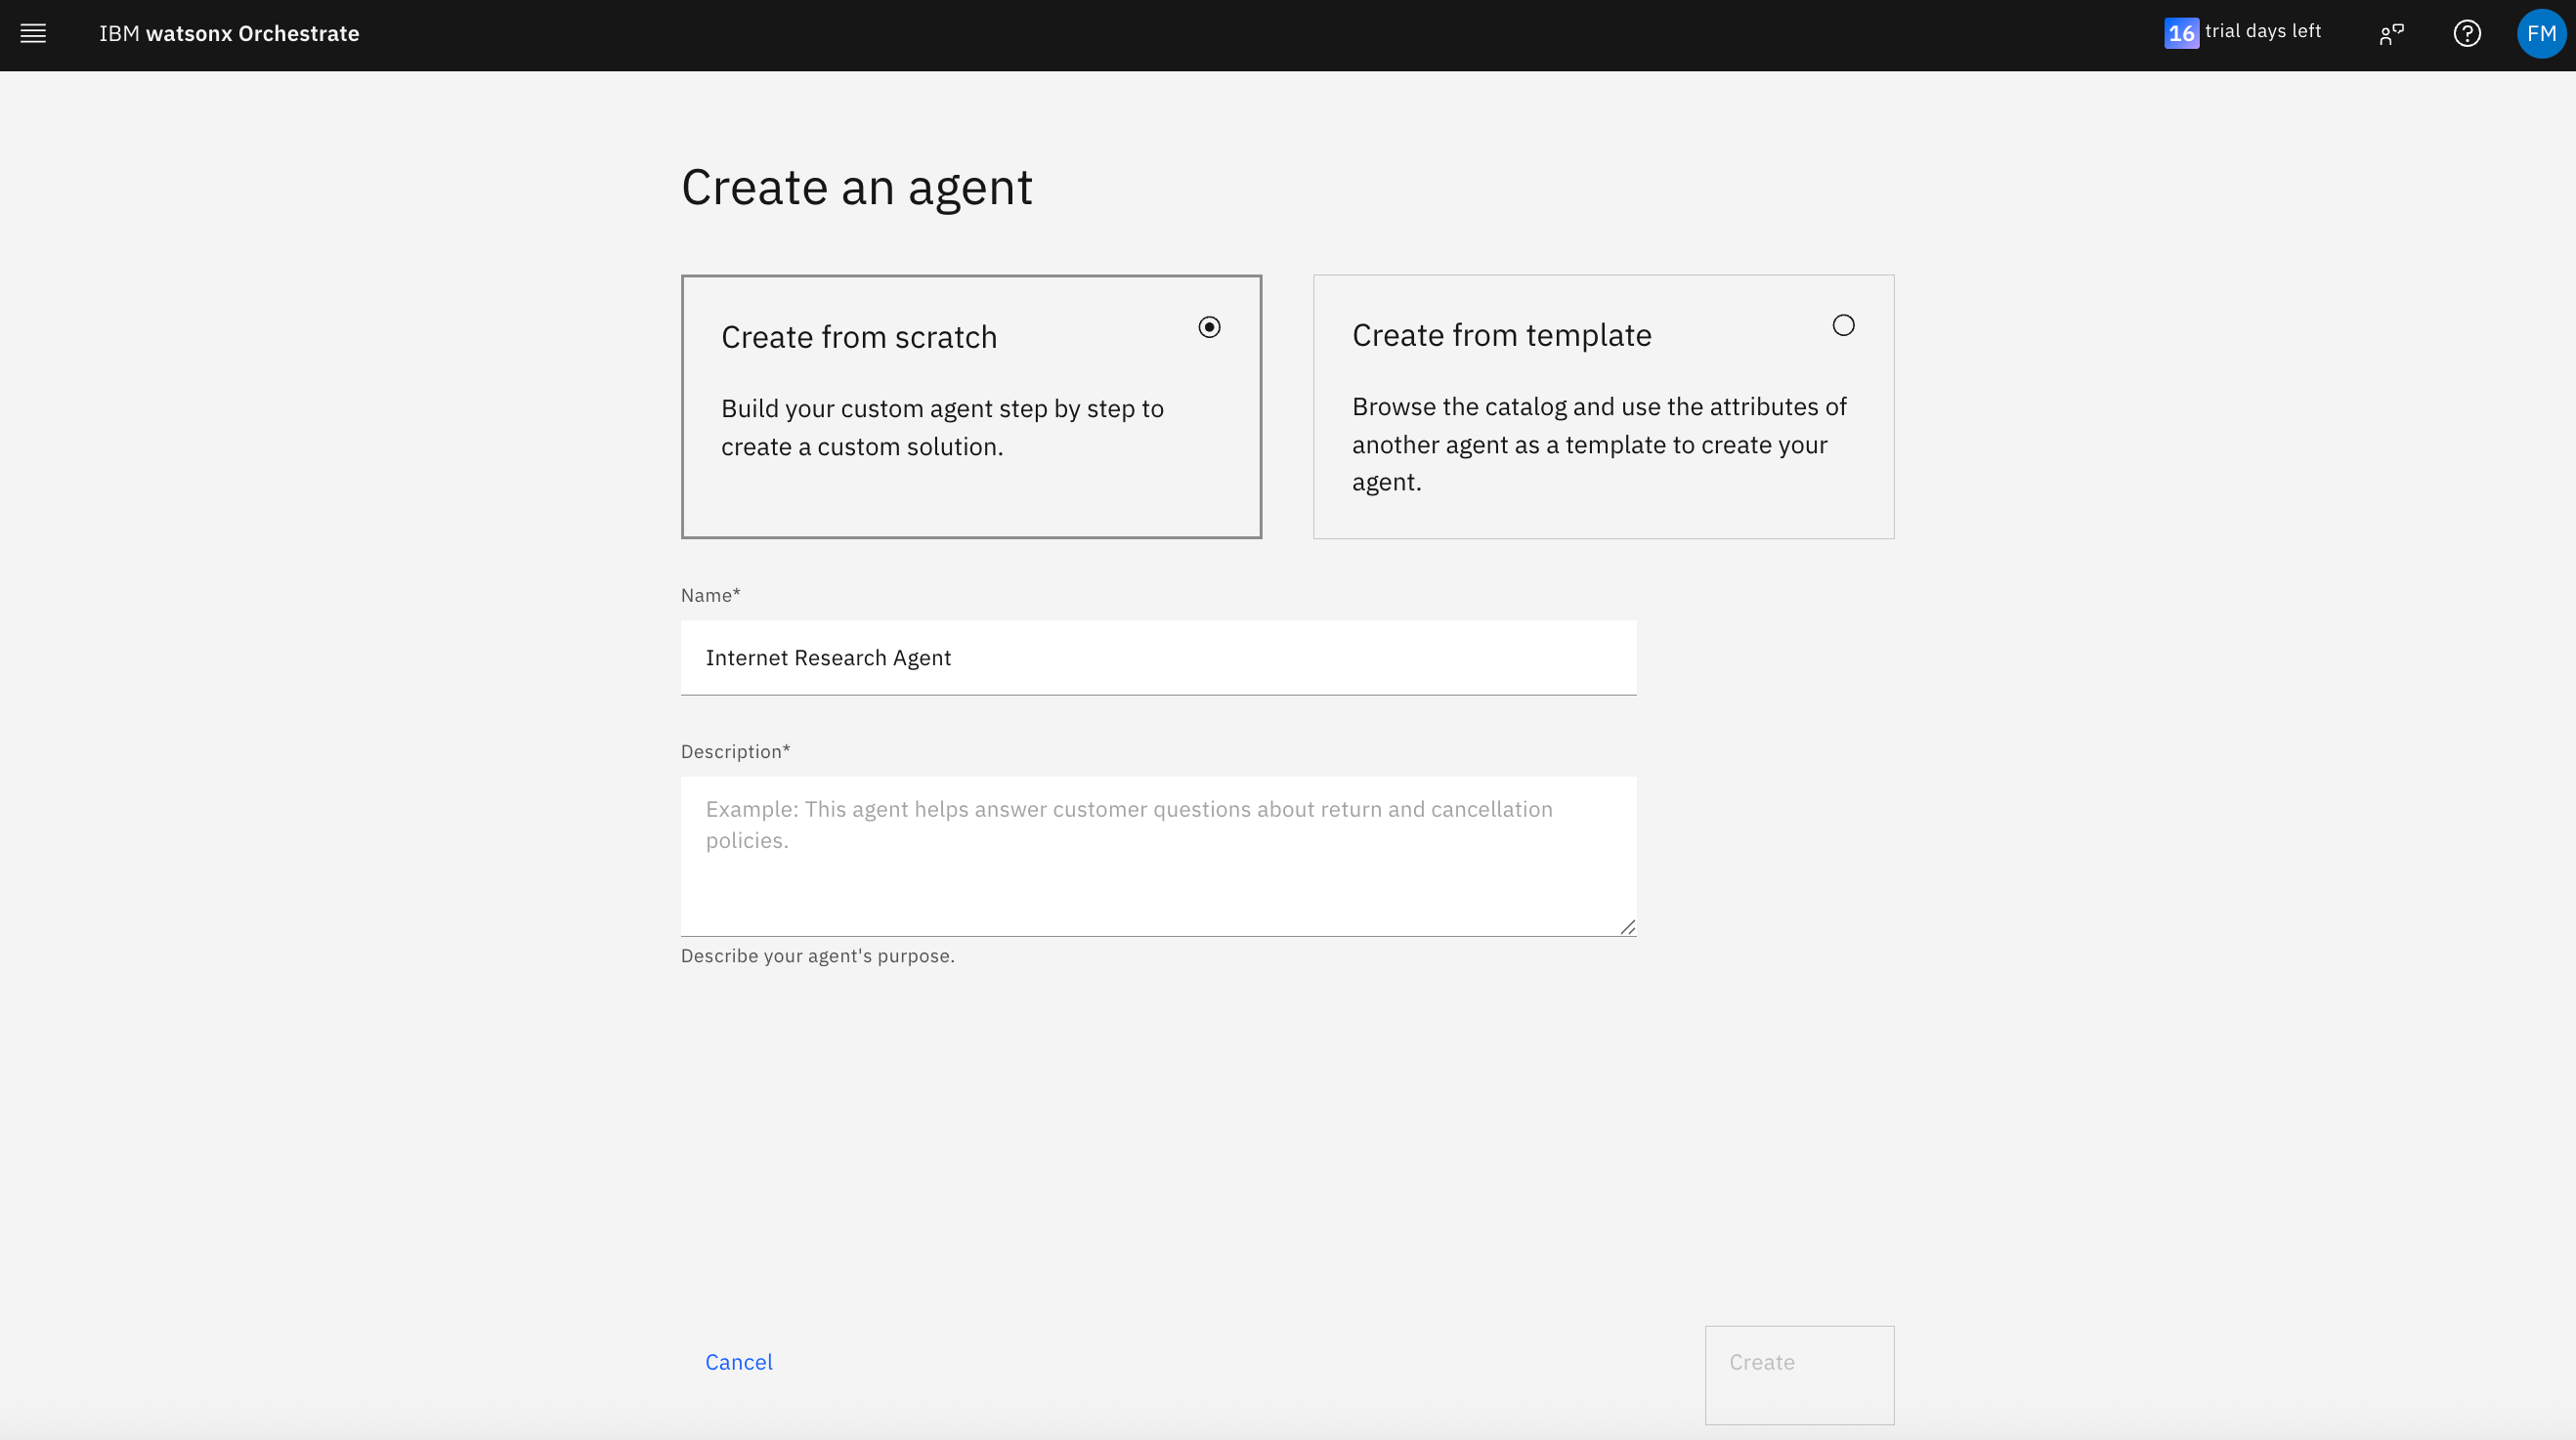 IBM watsonx Orchestrate
16 trial days left
FM
Create an agent
Create from scratch
Build your custom agent step by step to
create a custom solution.
Create from template
Browse the catalog and use the attributes of
another agent as a template to create your
agent.
Name*
Internet Research Agent
Description*
Example: This agent helps answer customer questions about return and cancellation
policies.
Describe your agent's purpose.
Cancel
Create